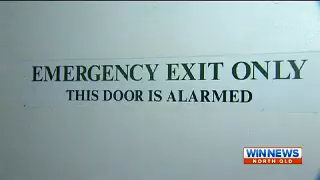 EMERGENCY EXIT ONLY
THIS DOOR IS ALARMED
WIN NEWS
NORTH QLD